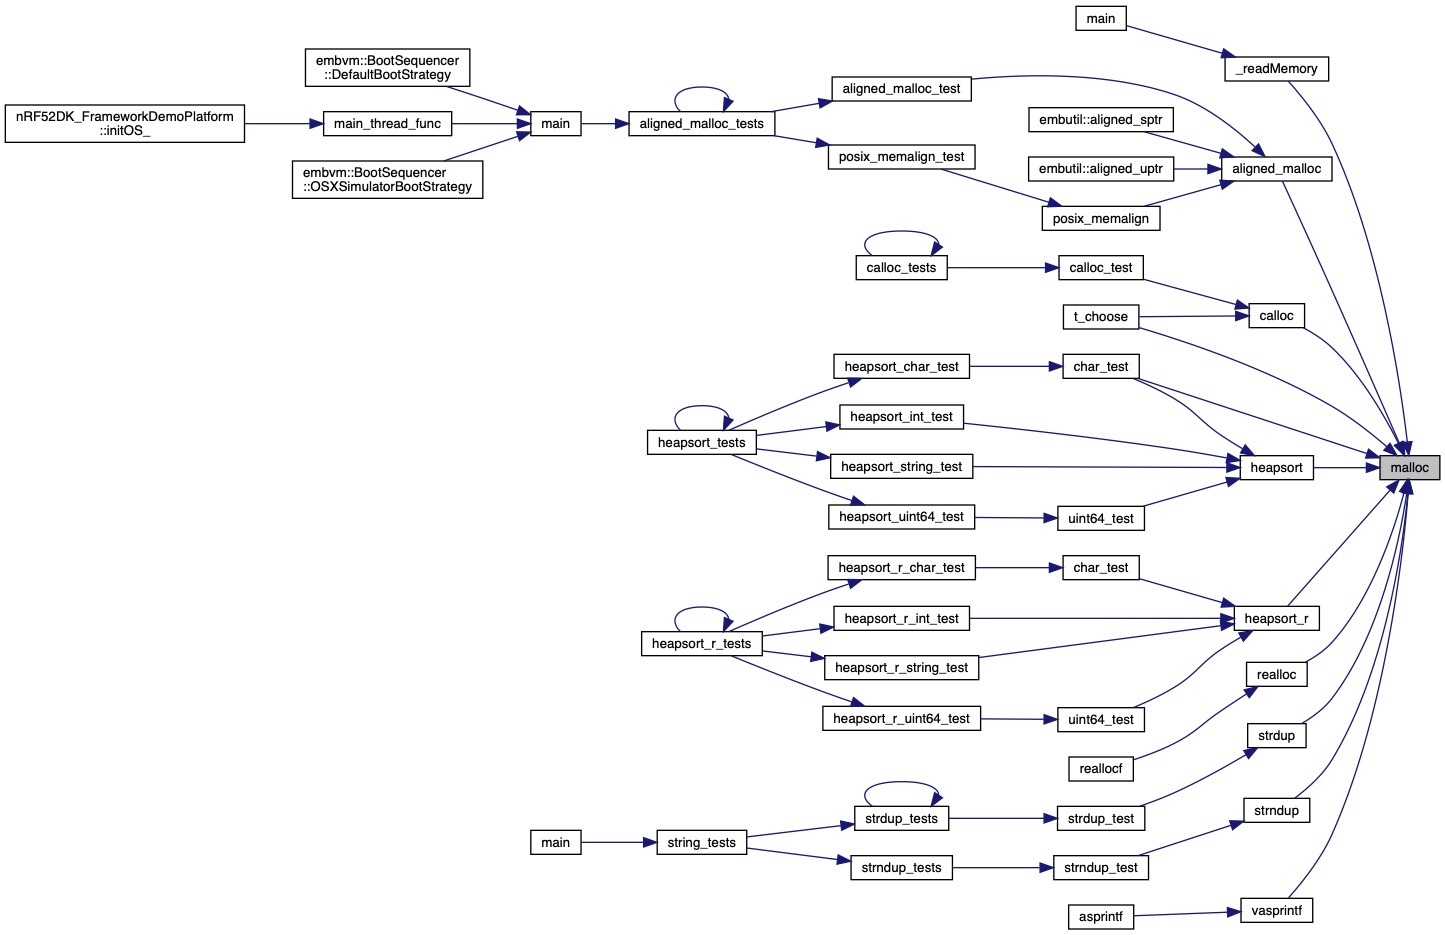 main
_readMemory
embvm::BootSequencer
::DefaultBootStrategy
aligned_malloc_test
nRF52DK_FrameworkDemoPlatform
::initOS_
main_thread_func
main
aligned_malloc_tests
embutil::aligned_sptr
posix_memalign_test
embutil::aligned_uptr
aligned_malloc
embvm::BootSequencer
::OSXSimulatorBootStrategy
posix_memalign
calloc_tests
calloc_test
t_choose
calloc
heapsort_char_test
char_test
heapsort_int_test
heapsort_tests
heapsort_string_test
heapsort
malloc
heapsort_uint64_test
uint64_test
heapsort_r_char_test
char_test
heapsort_r_int_test
heapsort_r
heapsort_r_tests
heapsort_r_string_test
realloc
heapsort_r_uint64_test
uint64_test
strdup
reallocf
strdup_tests
strdup_test
strndup
main
string_tests
strndup_tests
strndup_test
asprintf
vasprintf